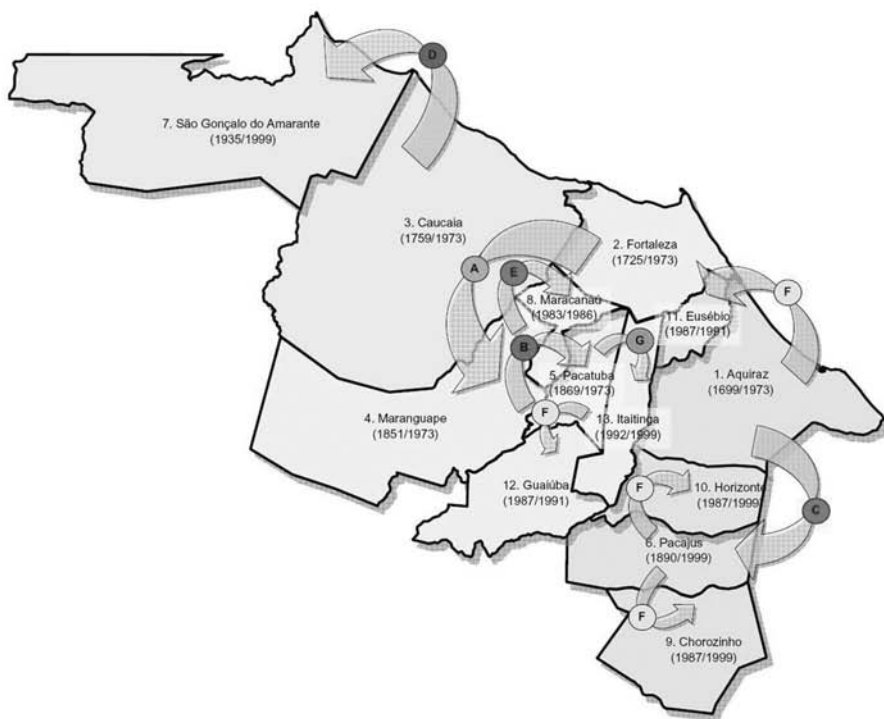 D
7. São Gonçalo do Amarante
(1935/1999)
3. Caucaia
(1759/1973)
2. Fortaleza
(1725/1973)
A
E
F
8. Maracanaú
(1983/1986)
11. Eusébio
(1987/1991)
B
G
5. Pacatuba
(1869/1973)
1. Aquiraz
(1699/1973)
4. Maranguape
(1851/1973)
F
13. Itaitinga
(1992/1999)
12. Guaiúba
(1987/1991)
F
10. Horizonte
(1987/1999)
C
6. Pacajus
(1890/1999)
F
9. Chorozinho
(1987/1999)